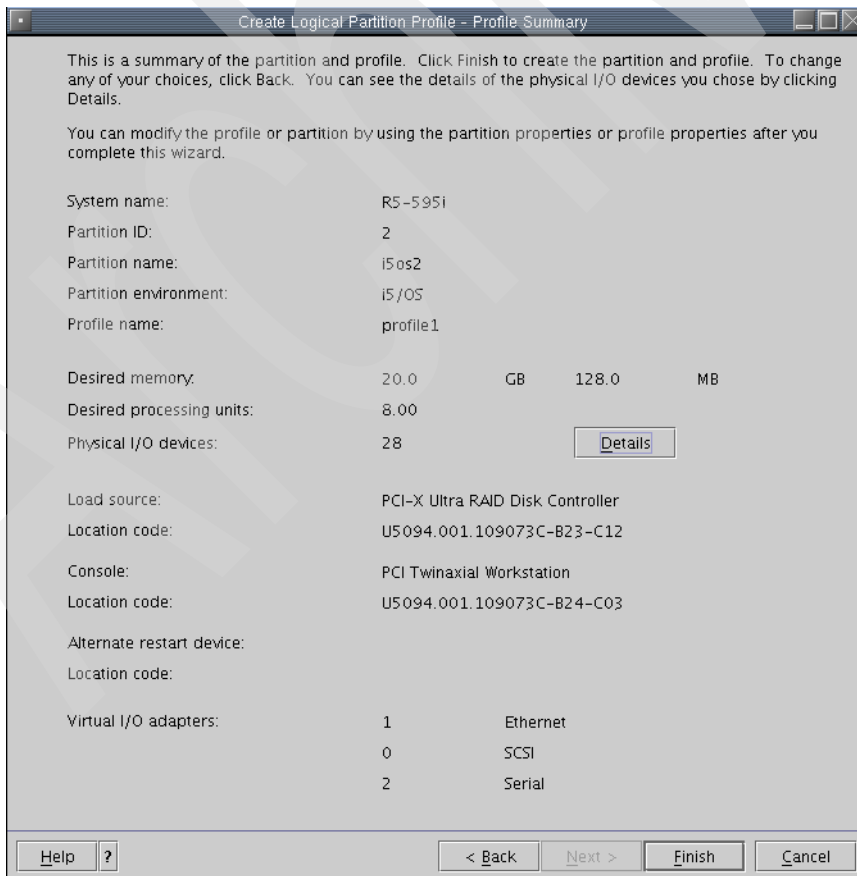 Create Logical Partition Profile - Profile Summary
This is a summary of the partition and profile. Click Finish to create the partition and profile. To change
any of your choices, click Back. You can see the details of the physical I/O devices you chose by clicking
Details.
You can modify the profile or partition by using the partition properties or profile properties after you
complete this wizard.
System name: R5-595i
Partition ID: 2
Partition name: i5os2
Partition environment: i5/OS
Profile name: profile1
Desired memory: 20.0 GB 128.0 MB
Desired processing units: 8.00
Physical I/O devices: 28 Details
Load source: PCI-X Ultra RAID Disk Controller
Location code: U5094.001.109073C-B23-C12
Console: PCI Twinaxial Workstation
Location code: U5094.001.109073C-B24-C03
Alternate restart device:
Location code:
Virtual I/O adapters: 1 Ethernet
0 SCSI
2 Serial
Help ? < Back Next > Finish Cancel